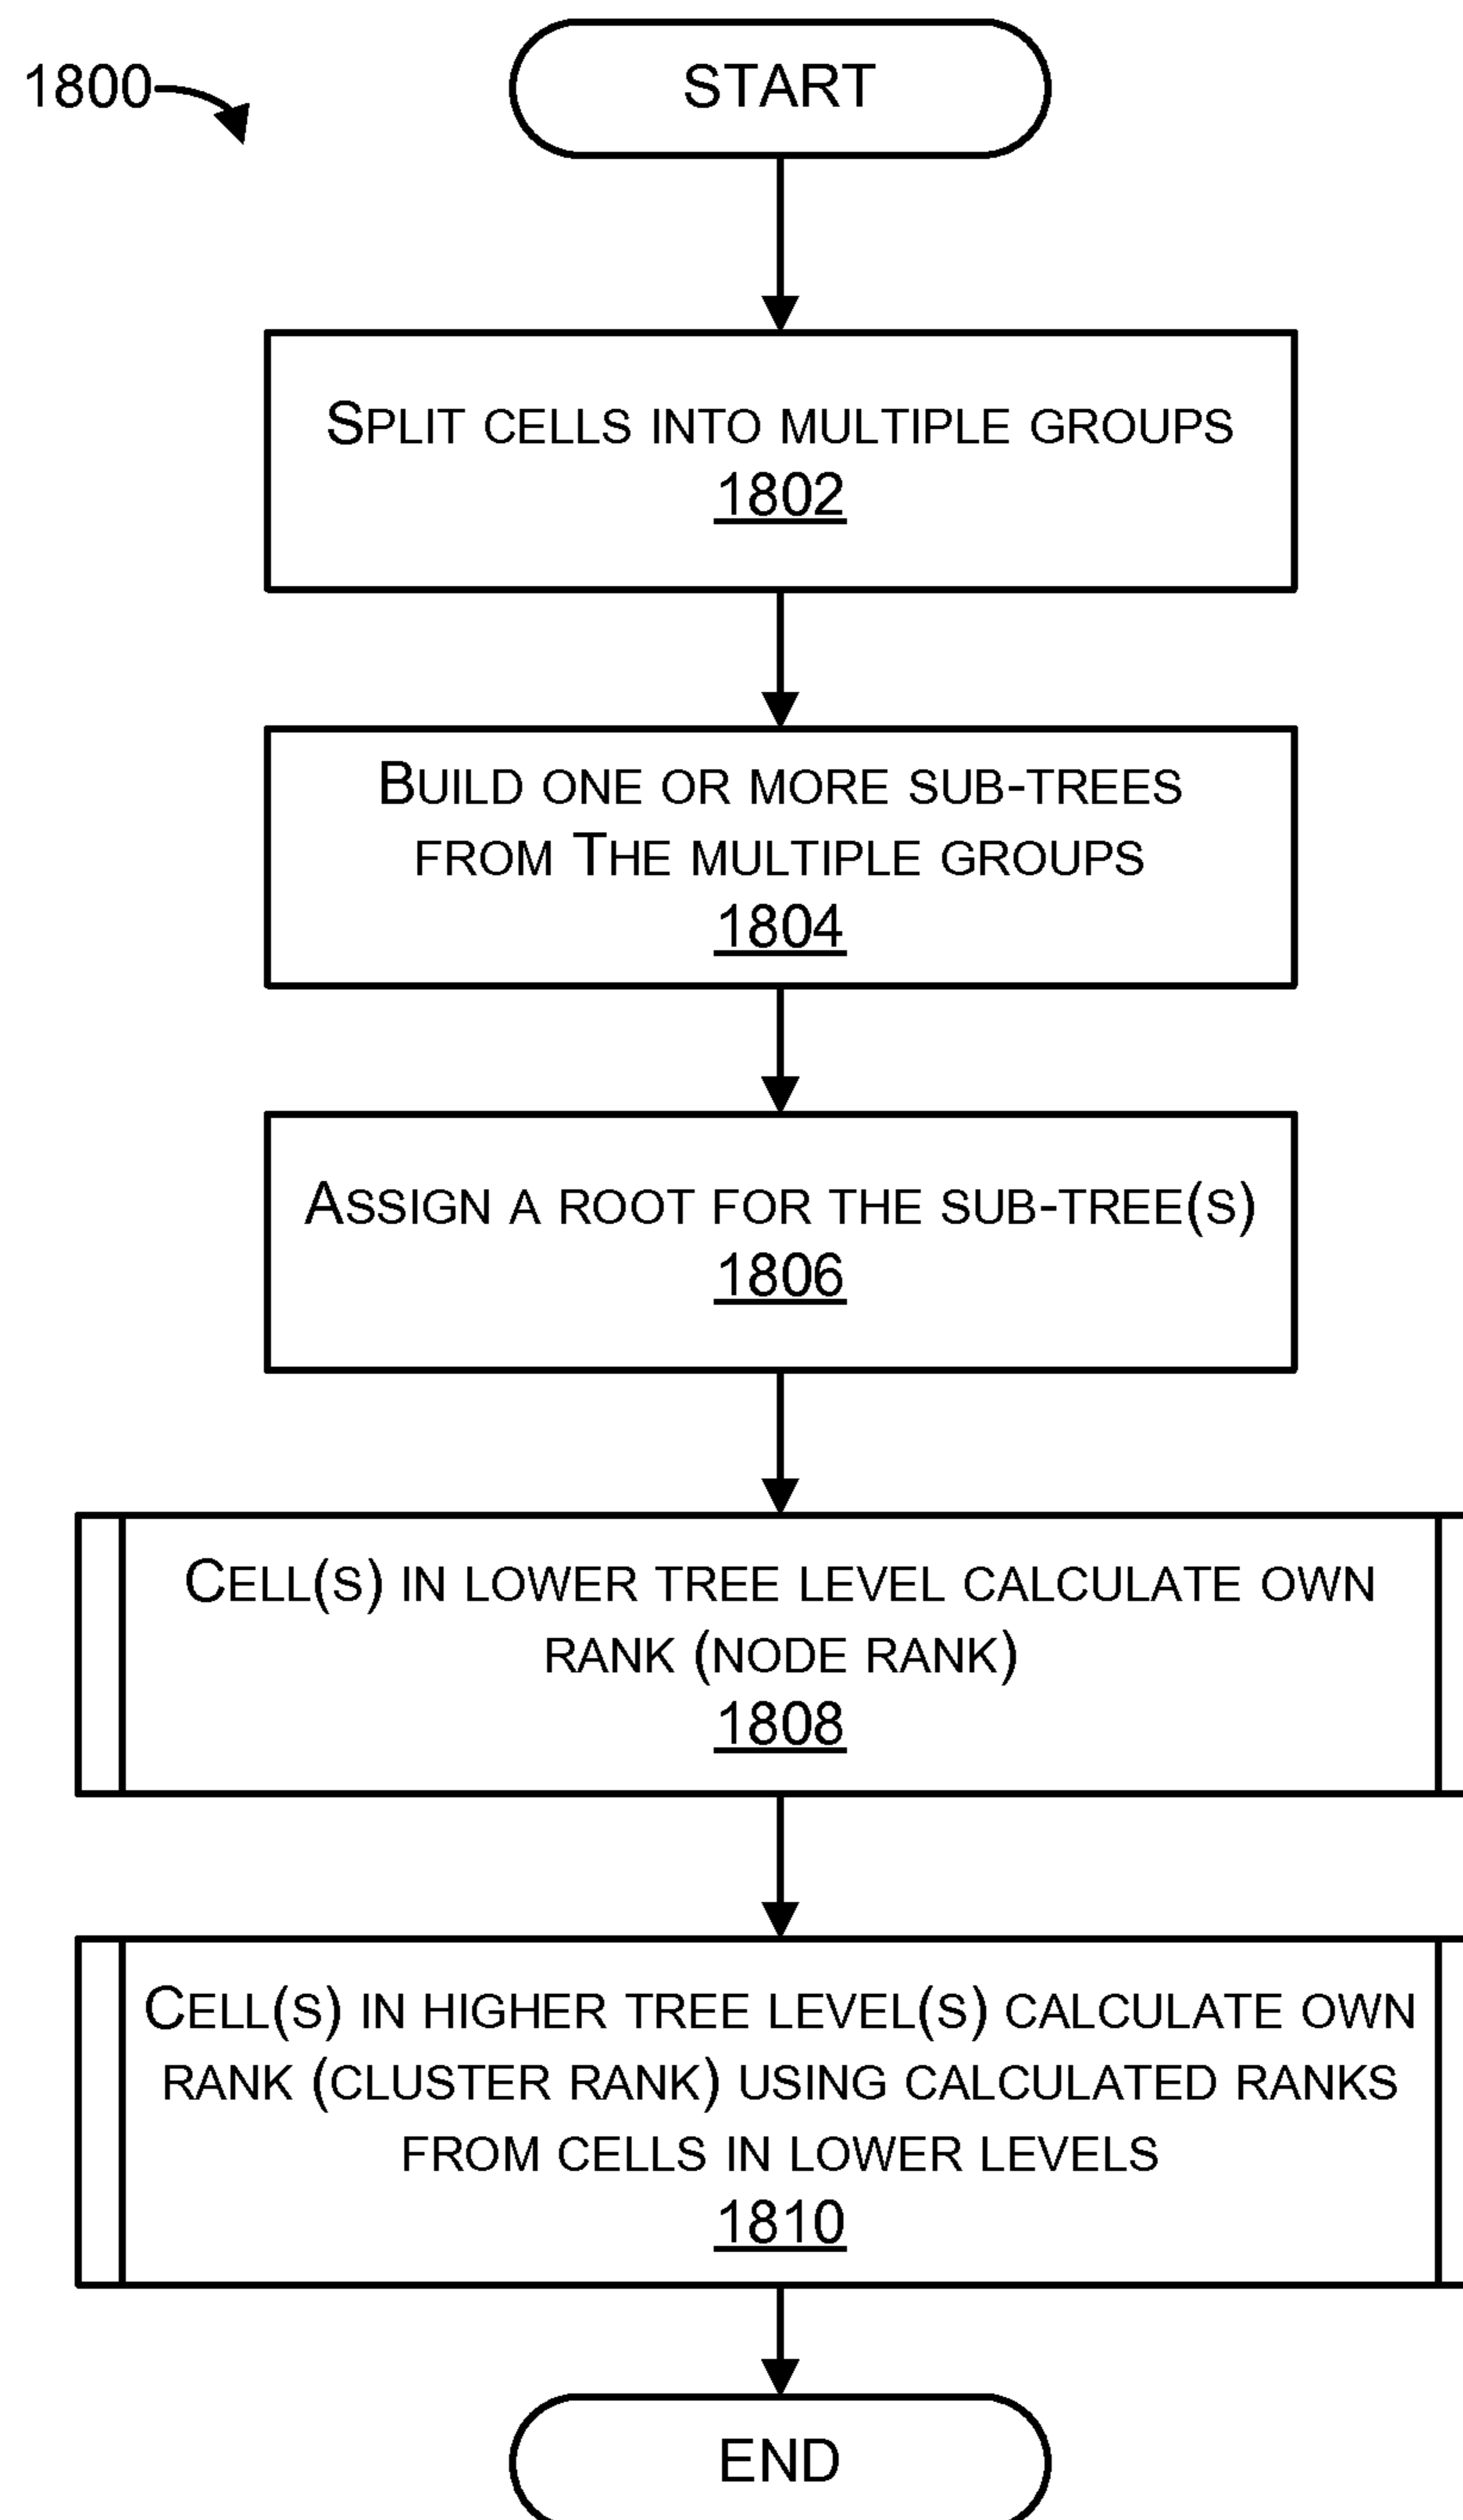 1800
START
SPLIT CELLS INTO MULTIPLE GROUPS
1802
BUILD ONE OR MORE SUB-TREES
FROM THE MULTIPLE GROUPS
1804
ASSIGN A ROOT FOR THE SUB-TREE(S)
1806
CELL(S) IN LOWER TREE LEVEL CALCULATE OWN
RANK (NODE RANK)
1808
CELL(S) IN HIGHER TREE LEVEL(S) CALCULATE OWN
RANK (CLUSTER RANK) USING CALCULATED RANKS
FROM CELLS IN LOWER LEVELS
1810
END